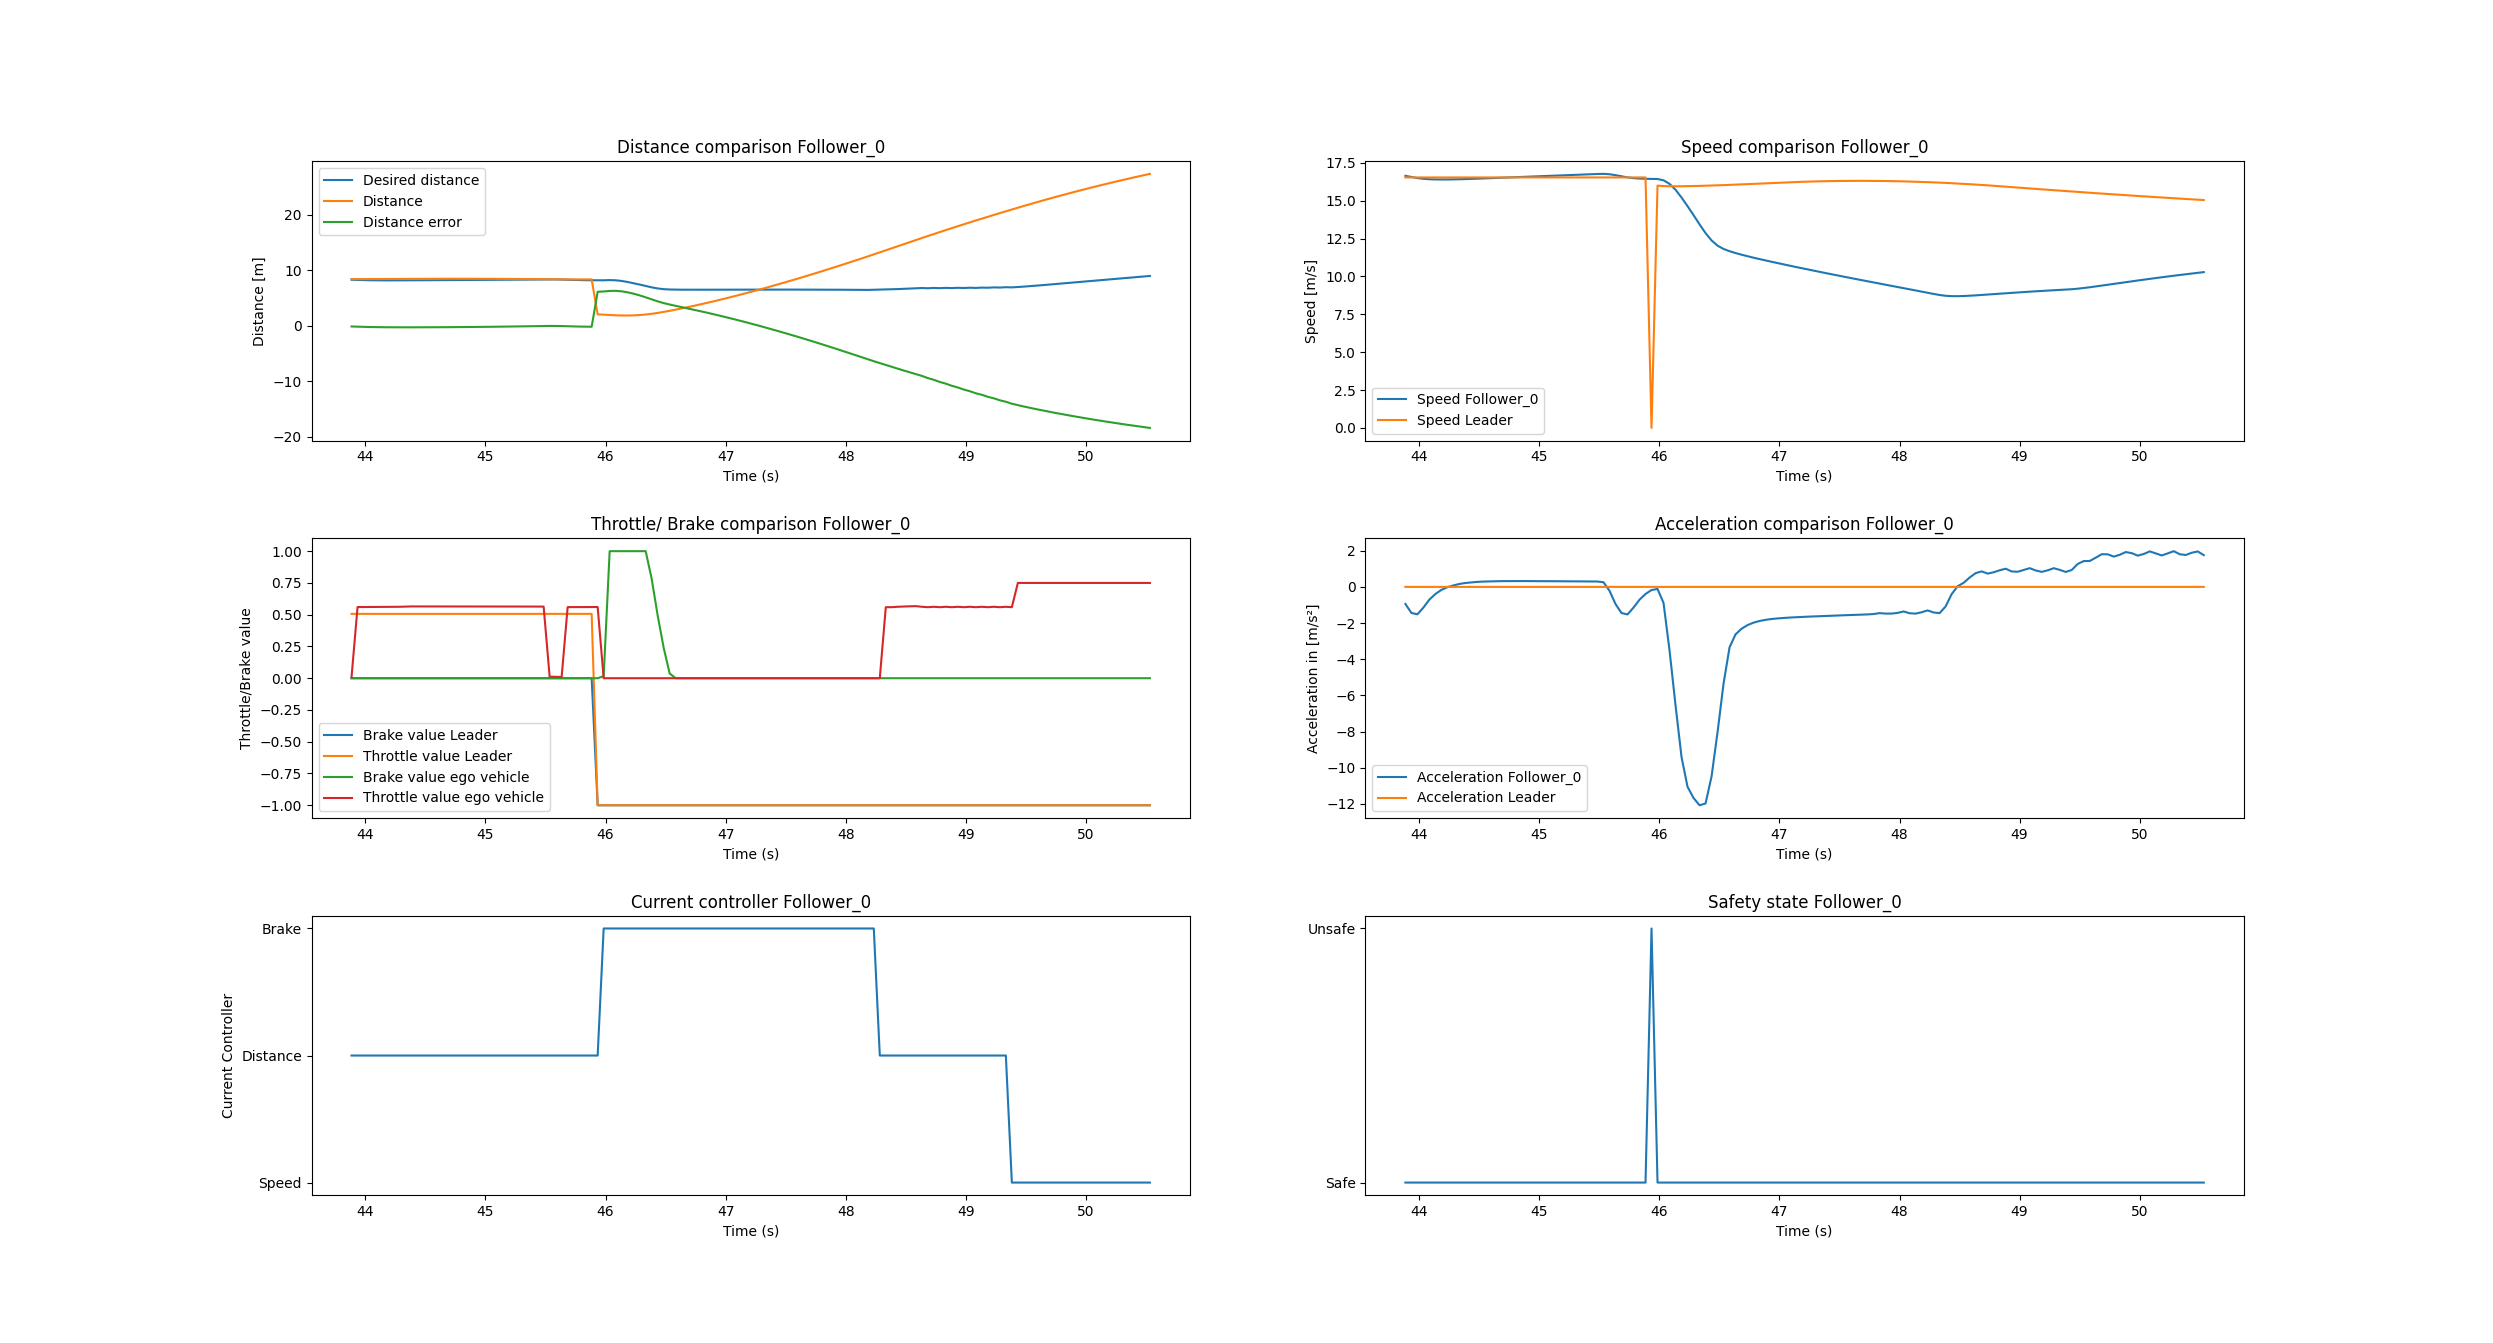 Distance comparison Follower_0
Distance [m]
20
10
0
−10
−20
Desired distance
Distance
Distance error
44 45 46 47 48 49 50
Time (s)
Speed comparison Follower_0
Speed [m/s]
17.5
15.0
12.5
10.0
7.5
5.0
2.5
0.0
Speed Follower_0
Speed Leader
44 45 46 47 48 49 50
Time (s)
Throttle/ Brake comparison Follower_0
Throttle/Brake value
1.00
0.75
0.50
0.25
0.00
−0.25
−0.50
−0.75
−1.00
Brake value Leader
Throttle value Leader
Brake value ego vehicle
Throttle value ego vehicle
44 45 46 47 48 49 50
Time (s)
Acceleration comparison Follower_0
Acceleration in [m/s²]
2
0
−2
−4
−6
−8
−10
−12
Acceleration Follower_0
Acceleration Leader
44 45 46 47 48 49 50
Time (s)
Current controller Follower_0
Current Controller
Brake
Distance
Speed
44 45 46 47 48 49 50
Time (s)
Safety state Follower_0
Unsafe
Safe
44 45 46 47 48 49 50
Time (s)